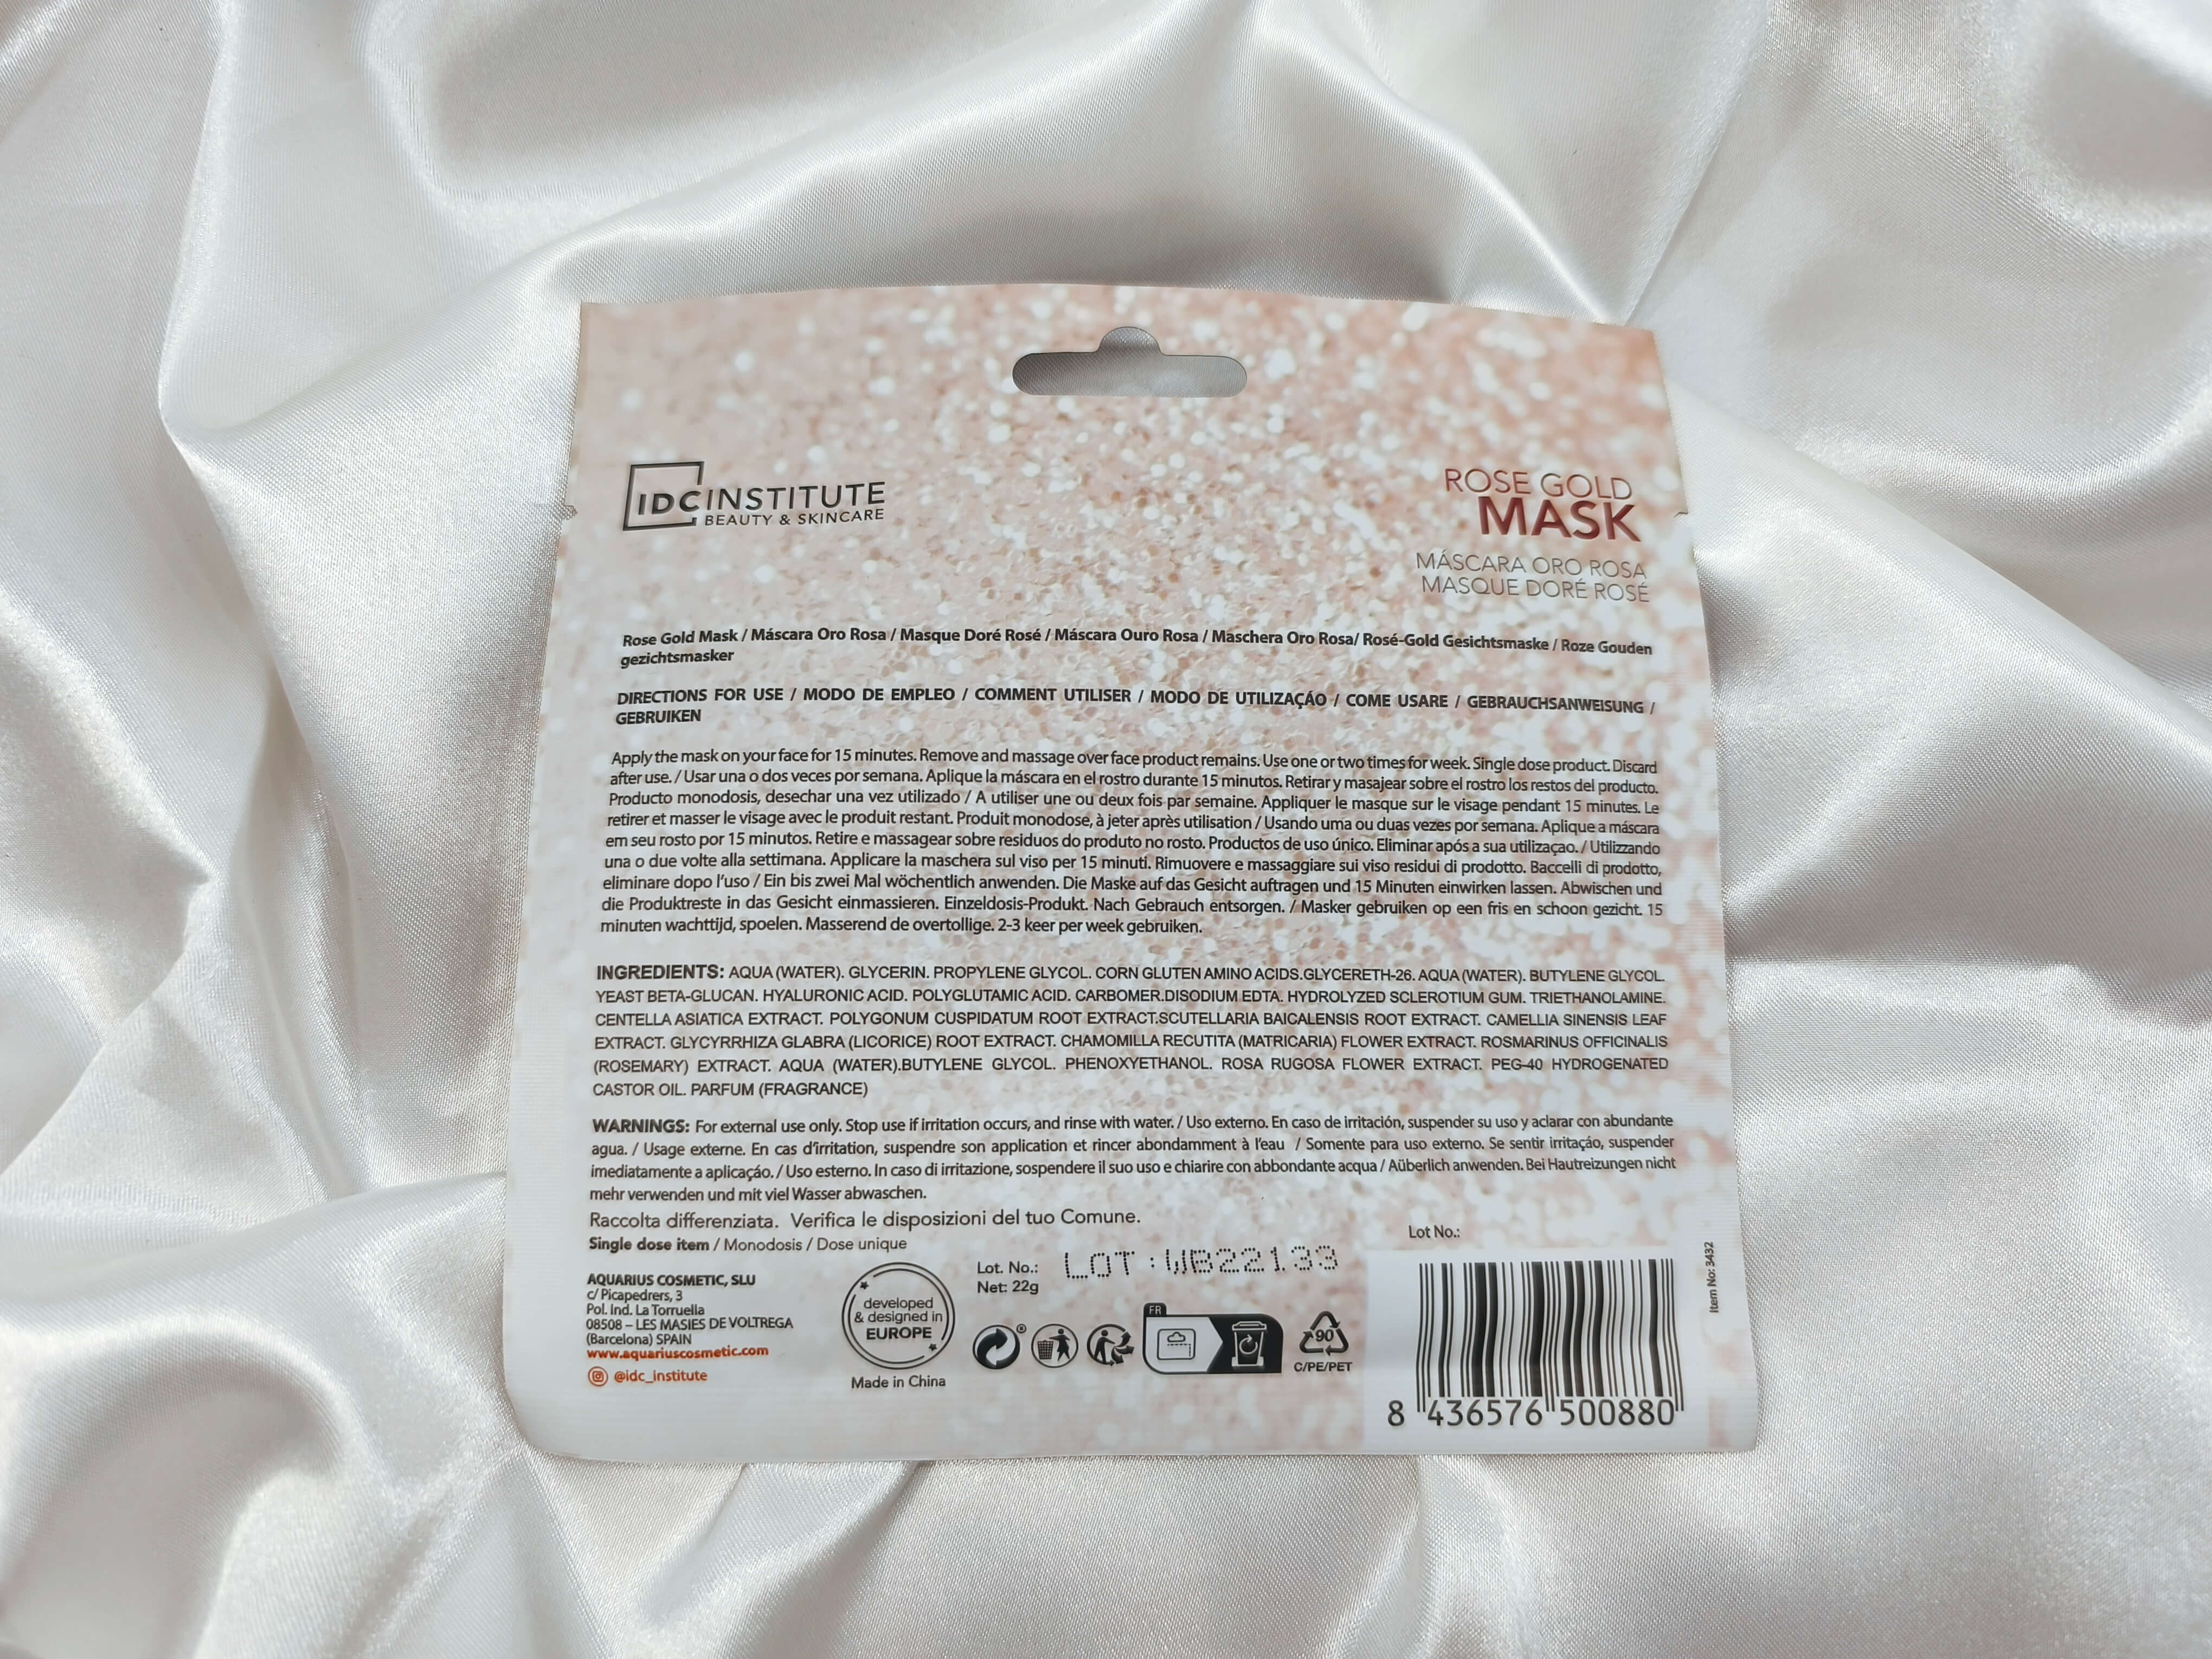 IDC INSTITUTE
BEAUTY & SKINCARE
ROSE GOLD
MASK
MÁSCARA ORO ROSA
MASQUE DORÉ ROSÉ
Rose Gold Mask / Máscara Oro Rosa / Masque Doré Rosé / Máscara Ouro Rosa / Maschera Oro Rosa/ Rosé-Gold Gesichtsmaske / Roze Gouden
gezichtsmasker
DIRECTIONS FOR USE / MODO DE EMPLEO / COMMENT UTILISER / MODO DE UTILIZAÇÁO / COME USARE / GEBRAUCHSANWEISUNG /
GEBRUIKEN
Apply the mask on your face for 15 minutes. Remove and massage over face product remains. Use one or two times for week. Single dose product. Discard
after use. / Usar una o dos veces por semana. Aplique la máscara en el rostro durante 15 minutos. Retirar y masajear sobre el rostro los restos del producto.
Producto monodosis, desechar una vez utilizado / A utiliser une ou deux fois par semaine. Appliquer le masque sur le visage pendant 15 minutes. Le
retirer et masser le visage avec le produit restant. Produit monodose, à jeter après utilisation / Usando uma ou duas vezes por semana. Aplique a máscara
em seu rosto por 15 minutos. Retire e massagear sobre residuos do produto no rosto. Productos de uso único. Eliminar após a sua utilizaçao. / Utilizzando
una o due volte alla settimana. Applicare la maschera sul viso per 15 minuti. Rimuovere e massaggiare sui viso residui di prodotto. Baccelli di prodotto,
eliminare dopo l'uso / Ein bis zwei Mal wöchentlich anwenden. Die Maske auf das Gesicht auftragen und 15 Minuten einwirken lassen. Abwischen und
die Produktreste in das Gesicht einmassieren. Einzeldosis-Produkt. Nach Gebrauch entsorgen. / Masker gebruiken op een fris en schoon gezicht. 15
minuten wachttijd, spoelen. Masserend de overtollige. 2-3 keer per week gebruiken.
INGREDIENTS: AQUA (WATER). GLYCERIN. PROPYLENE GLYCOL. CORN GLUTEN AMINO ACIDS.GLYCERETH-26. AQUA (WATER). BUTYLENE GLYCOL.
YEAST BETA-GLUCAN. HYALURONIC ACID. POLYGLUTAMIC ACID. CARBOMER.DISODIUM EDTA. HYDROLYZED SCLEROTIUM GUM. TRIETHANOLAMINE.
CENTELLA ASIATICA EXTRACT. POLYGONUM CUSPIDATUM ROOT EXTRACT.SCUTELLARIA BAICALENSIS ROOT EXTRACT. CAMELLIA SINENSIS LEAF
EXTRACT. GLYCYRRHIZA GLABRA (LICORICE) ROOT EXTRACT. CHAMOMILLA RECUTITA (MATRICARIA) FLOWER EXTRACT. ROSMARINUS OFFICINALIS
(ROSEMARY) EXTRACT. AQUA (WATER).BUTYLENE GLYCOL. PHENOXYETHANOL. ROSA RUGOSA FLOWER EXTRACT. PEG-40 HYDROGENATED
CASTOR OIL. PARFUM (FRAGRANCE)
WARNINGS: For external use only. Stop use if irritation occurs, and rinse with water. / Uso externo. En caso de irritación, suspender su uso y aclarar con abundante
agua. / Usage externe. En cas d'irritation, suspendre son application et rincer abondamment à l'eau / Somente para uso externo. Se sentir irritaçáo, suspender
imediatamente a aplicaçáo. / Uso esterno. In caso di irritazione, sospendere il suo uso e chiarire con abbondante acqua / Aüberlich anwenden. Bei Hautreizungen nicht
mehr verwenden und mit viel Wasser abwaschen.
Raccolta differenziata. Verifica le disposizioni del tuo Comune.
Single dose item / Monodosis / Dose unique
AQUARIUS COSMETIC, SLU
c/ Picapedrers, 3
Pol. Ind. La Torruella
08508 – LES MASIES DE VOLTREGA
(Barcelona) SPAIN
www.aquariuscosmetic.com
@idc_institute
developed
& designed in
EUROPE
Made in China
Lot. No.: LOT : WB22133
Net: 22g
FR
90
C/PE/PET
Lot No.:
8 436576 500880
Item No: 3432